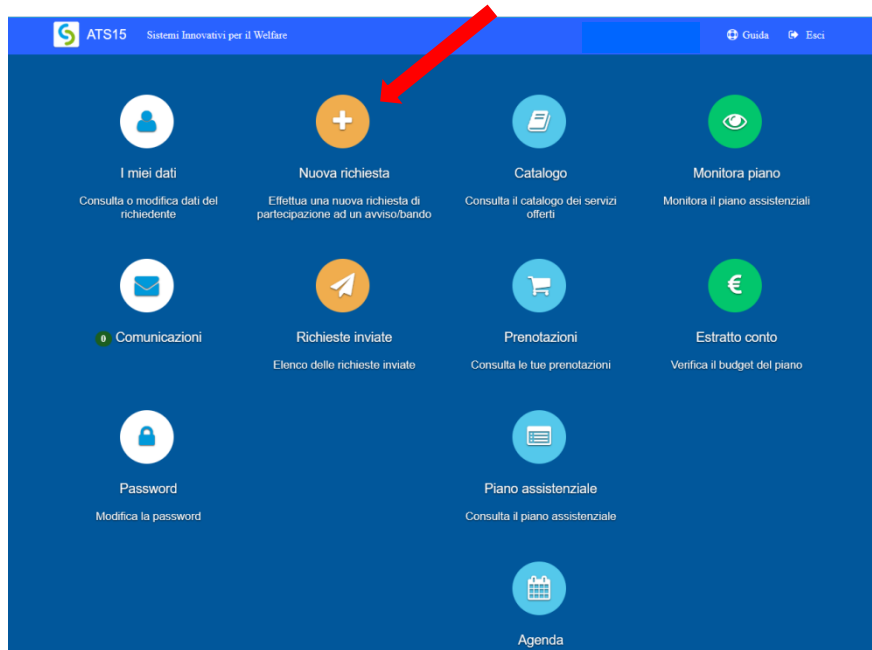 ATS15 Sistemi Innovativi per il Welfare Guida Esci
I miei dati Nuova richiesta Catalogo Monitora piano
Consulta o modifica dati del Effettua una nuova richiesta di Consulta il catalogo dei servizi Monitora il piano assistenziali
richiedente partecipazione ad un avviso/bando offerti
0 Comunicazioni Richieste inviate Prenotazioni Estratto conto
Elenco delle richieste inviate Consulta le tue prenotazioni Verifica il budget del piano
Password Piano assistenziale
Modifica la password Consulta il piano assistenziale
Agenda